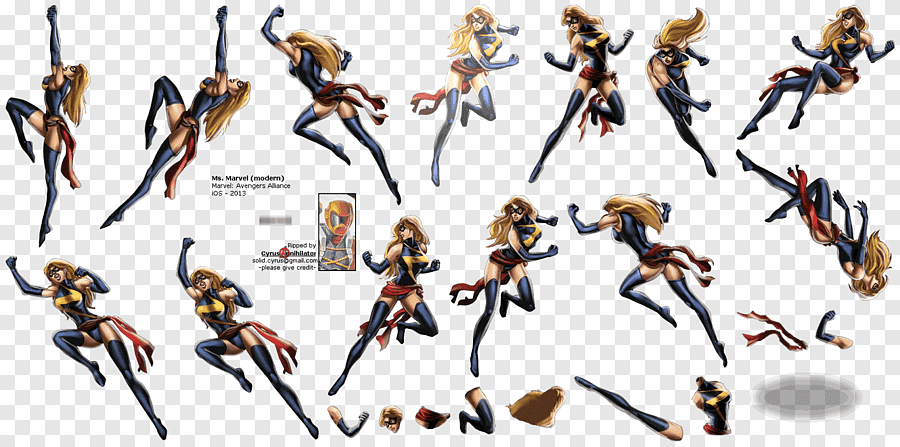 Ms. Marvel (modern)
Marvel: Avengers Alliance
iOS - 2013
Ripped by
Cyrus Annihilator
solid.cyrus@gmail.com
-please give credit-